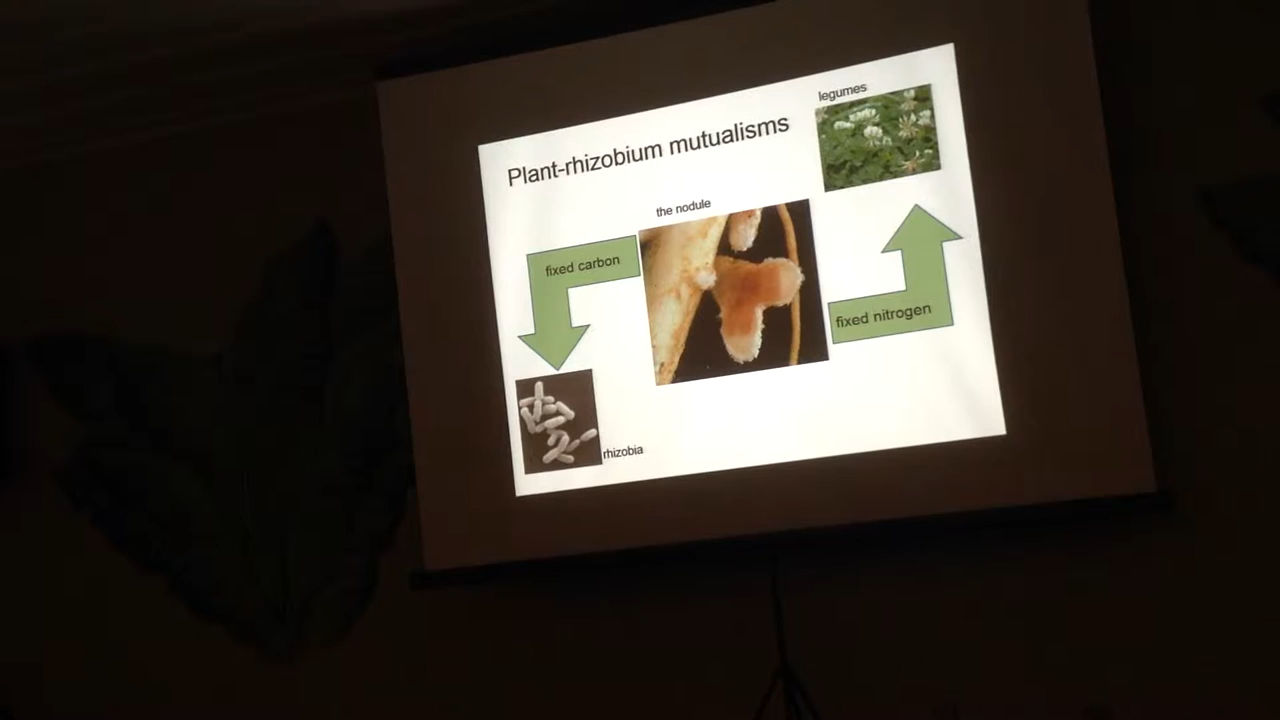 legumes
Plant-rhizobium mutualisms
the nodule
fixed carbon
fixed nitrogen
rhizobia